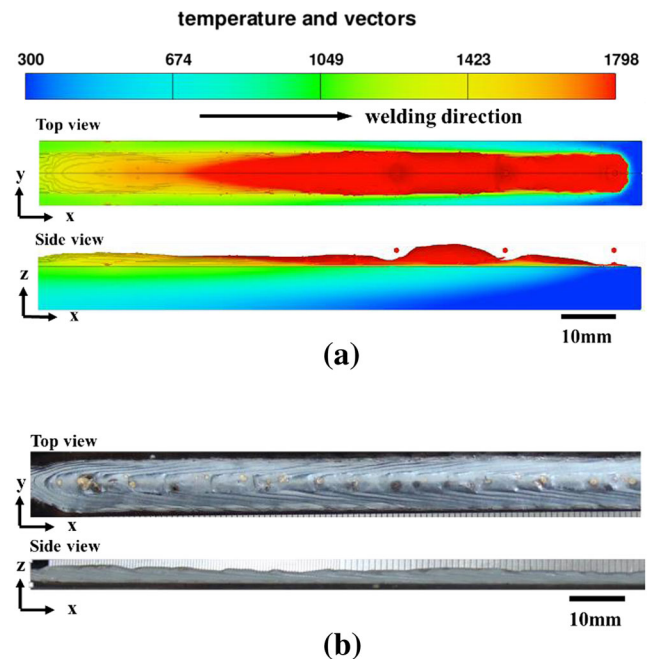 temperature and vectors
300 674 1049 1423 1798
welding direction
Top view
y
x
Side view
z
x
10mm
(a)
Top view
y
x
Side view
z
x
10mm
(b)